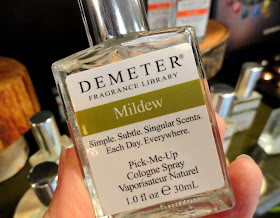 DEMETER®
FRAGRANCE LIBRARY
Mildew
Simple. Subtle. Singular Scents.
Each Day. Everywhere.
Pick-Me-Up
Cologne Spray
Vaporisateur Naturel
1.0 fl oz ℮ 30mL